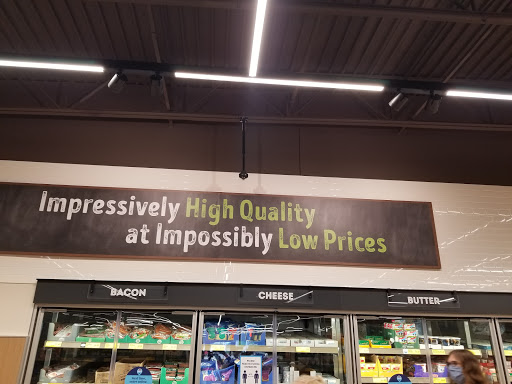 Impressively High Quality
at Impossibly Low Prices
BACON
CHEESE
BUTTER